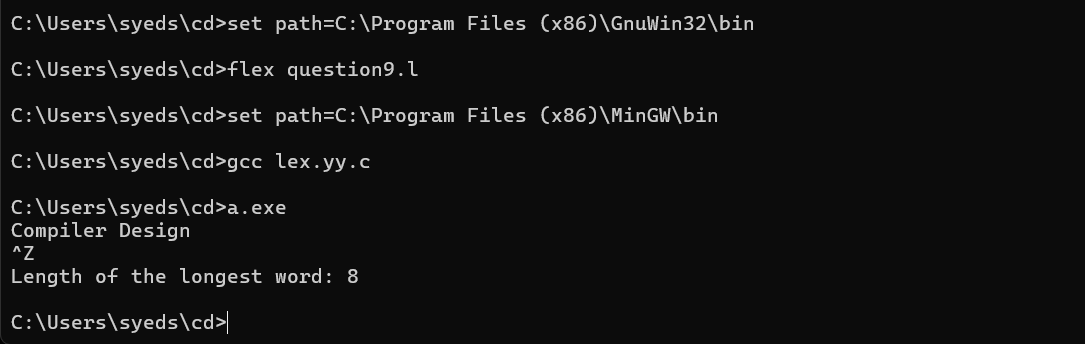 C:\Users\syeds\cd>set path=C:\Program Files (x86)\GnuWin32\bin
C:\Users\syeds\cd>flex question9.l
C:\Users\syeds\cd>set path=C:\Program Files (x86)\MinGW\bin
C:\Users\syeds\cd>gcc lex.yy.c
C:\Users\syeds\cd>a.exe
Compiler Design
^Z
Length of the longest word: 8
C:\Users\syeds\cd>